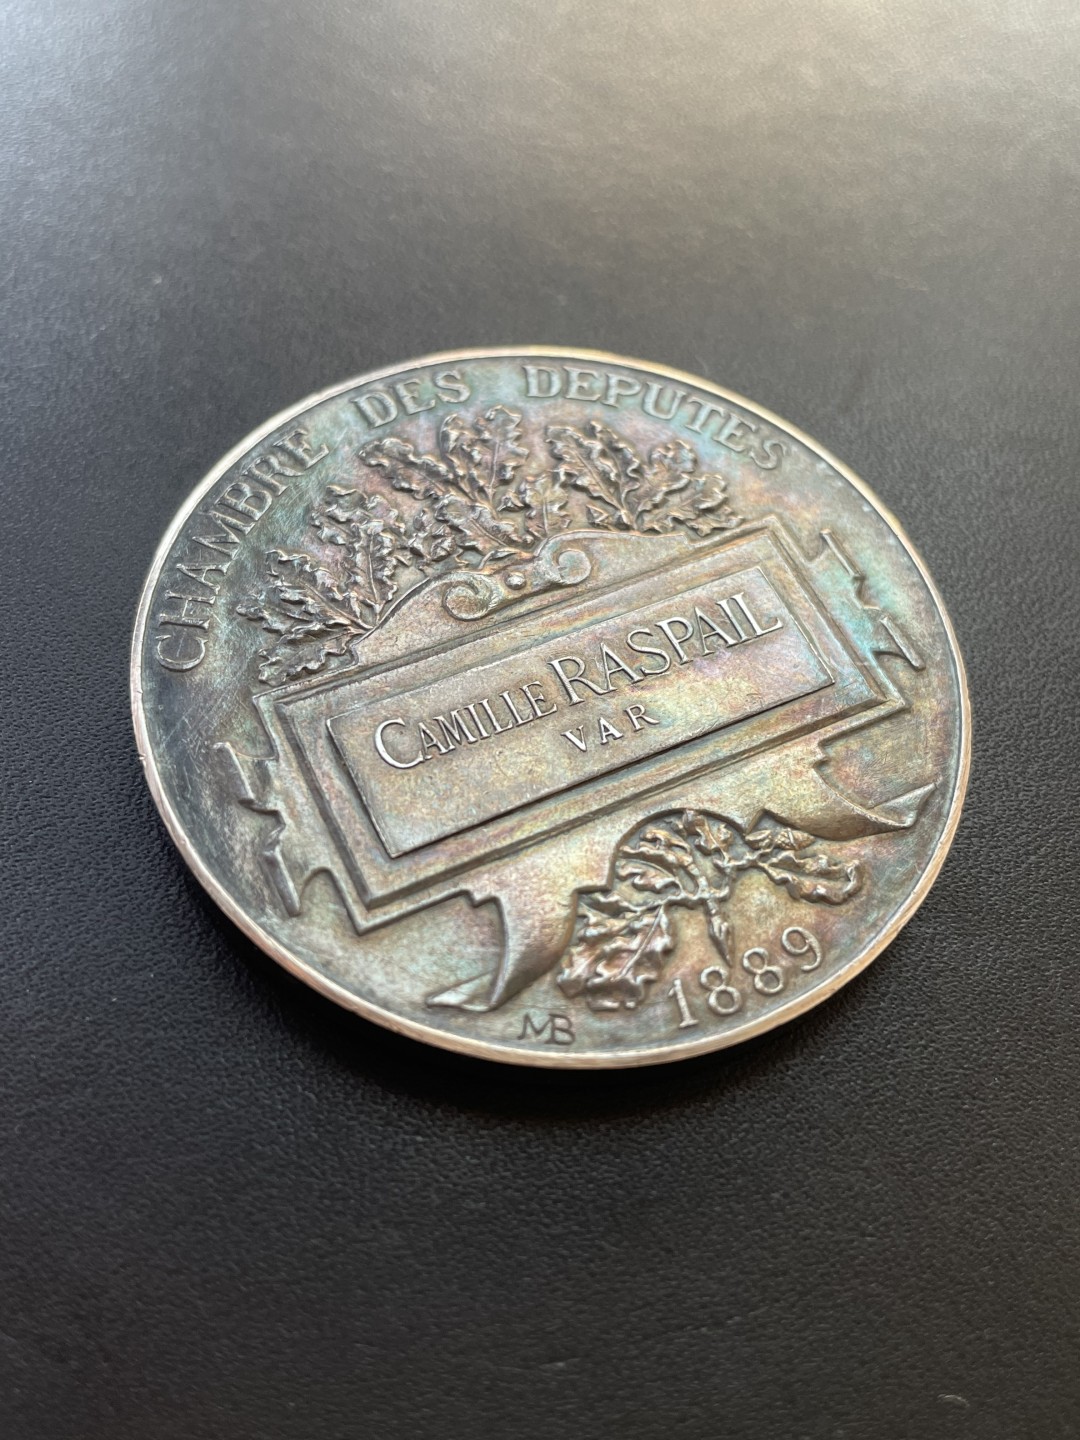 CHAMBRE DES DEPUTES
CAMILLE RASPAIL
VAR
1889
MB